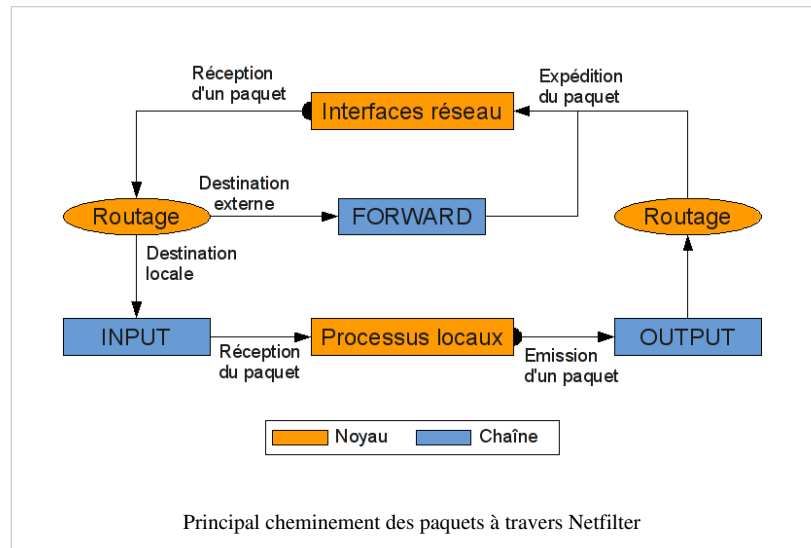 Réception
d'un paquet
Interfaces réseau
Expédition
du paquet
Routage
Destination
externe
FORWARD
Routage
Destination
locale
INPUT
Réception
du paquet
Processus locaux
Emission
d'un paquet
OUTPUT
Noyau
Chaîne
Principal cheminement des paquets à travers Netfilter